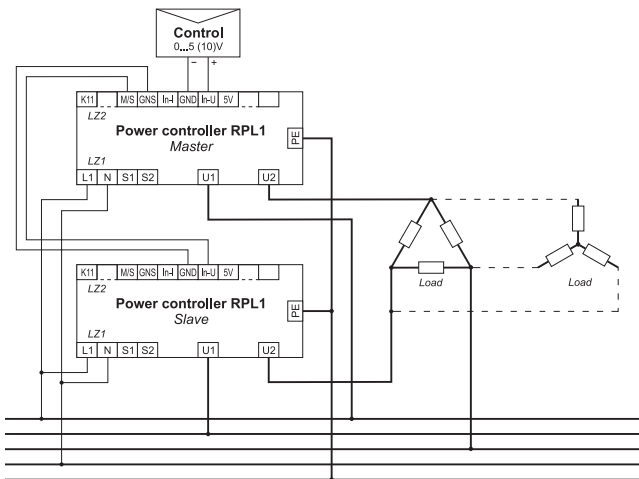 Control
0...5 (10)V
– +
K11 M/S GNS In-I GND In-U 5V
LZ2
Power controller RPL1
Master
PE
LZ1
L1 N S1 S2 U1 U2
Load
Load
K11 M/S GNS In-I GND In-U 5V
LZ2
Power controller RPL1
Slave
PE
LZ1
L1 N S1 S2 U1 U2